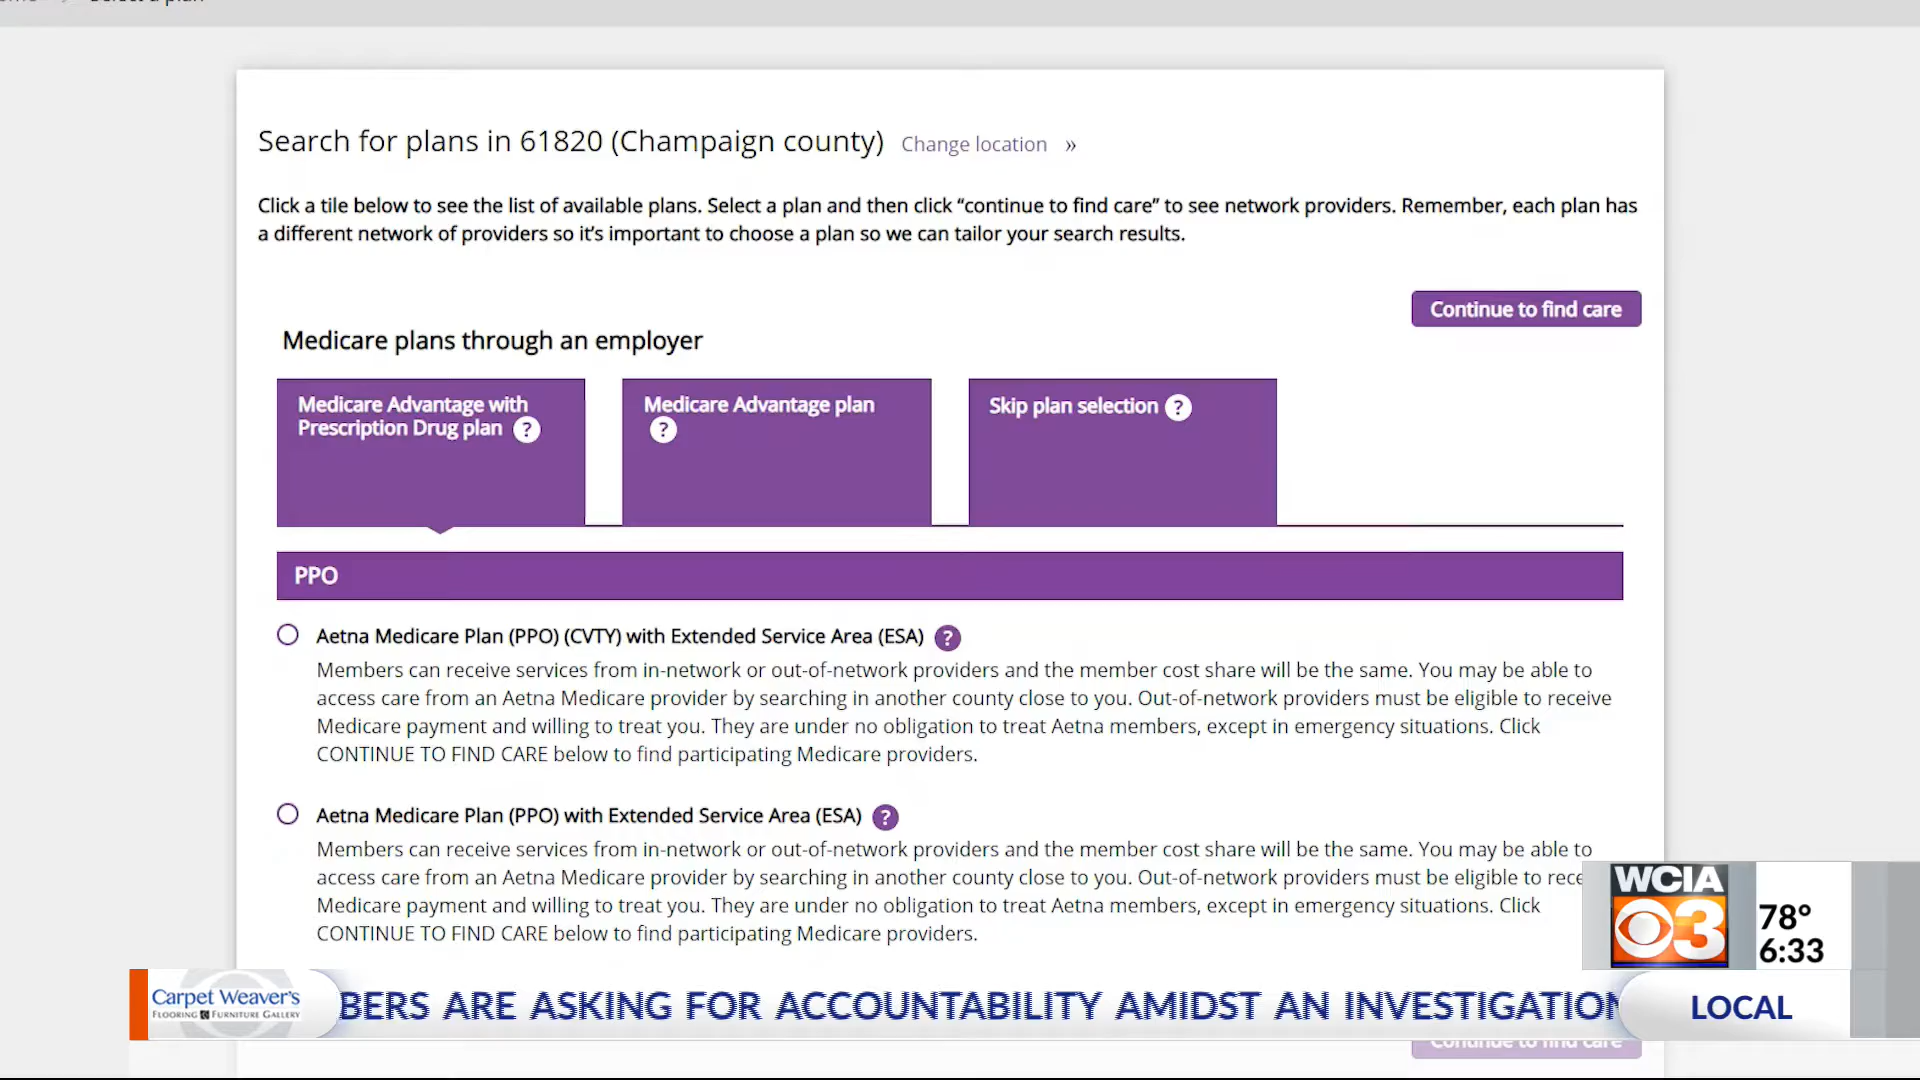 Select a plan
Search for plans in 61820 (Champaign county) Change location »
Click a tile below to see the list of available plans. Select a plan and then click “continue to find care” to see network providers. Remember, each plan has
a different network of providers so it’s important to choose a plan so we can tailor your search results.
Continue to find care
Medicare plans through an employer
Medicare Advantage with
Prescription Drug plan ?
Medicare Advantage plan
?
Skip plan selection ?
PPO
Aetna Medicare Plan (PPO) (CVTY) with Extended Service Area (ESA) ?
Members can receive services from in-network or out-of-network providers and the member cost share will be the same. You may be able to
access care from an Aetna Medicare provider by searching in another county close to you. Out-of-network providers must be eligible to receive
Medicare payment and willing to treat you. They are under no obligation to treat Aetna members, except in emergency situations. Click
CONTINUE TO FIND CARE below to find participating Medicare providers.
Aetna Medicare Plan (PPO) with Extended Service Area (ESA) ?
Members can receive services from in-network or out-of-network providers and the member cost share will be the same. You may be able to
access care from an Aetna Medicare provider by searching in another county close to you. Out-of-network providers must be eligible to rece
Medicare payment and willing to treat you. They are under no obligation to treat Aetna members, except in emergency situations. Click
CONTINUE TO FIND CARE below to find participating Medicare providers.
WCIA
3
78°
6:33
Carpet Weaver's
FLOORING & FURNITURE GALLERY
BERS ARE ASKING FOR ACCOUNTABILITY AMIDST AN INVESTIGATION
LOCAL
Continue to find care